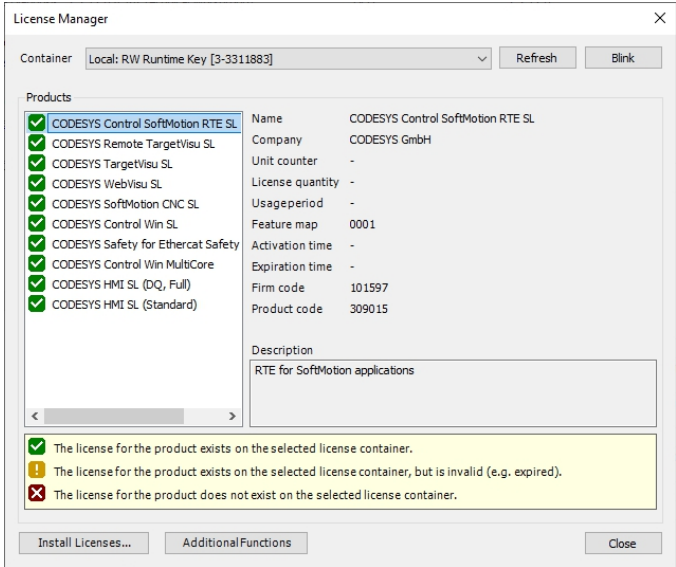 License Manager
Container Local: RW Runtime Key [3-3311883] Refresh Blink
Products
CODESYS Control SoftMotion RTE SL
CODESYS Remote TargetVisu SL
CODESYS TargetVisu SL
CODESYS WebVisu SL
CODESYS SoftMotion CNC SL
CODESYS Control Win SL
CODESYS Safety for Ethercat Safety
CODESYS Control Win MultiCore
CODESYS HMI SL (DQ, Full)
CODESYS HMI SL (Standard)
Name CODESYS Control SoftMotion RTE SL
Company CODESYS GmbH
Unit counter -
License quantity -
Usageperiod -
Feature map 0001
Activation time -
Expiration time -
Firm code 101597
Product code 309015
Description
RTE for SoftMotion applications
The license for the product exists on the selected license container.
The license for the product exists on the selected license container, but is invalid (e.g. expired).
The license for the product does not exist on the selected license container.
Install Licenses... Additional Functions Close